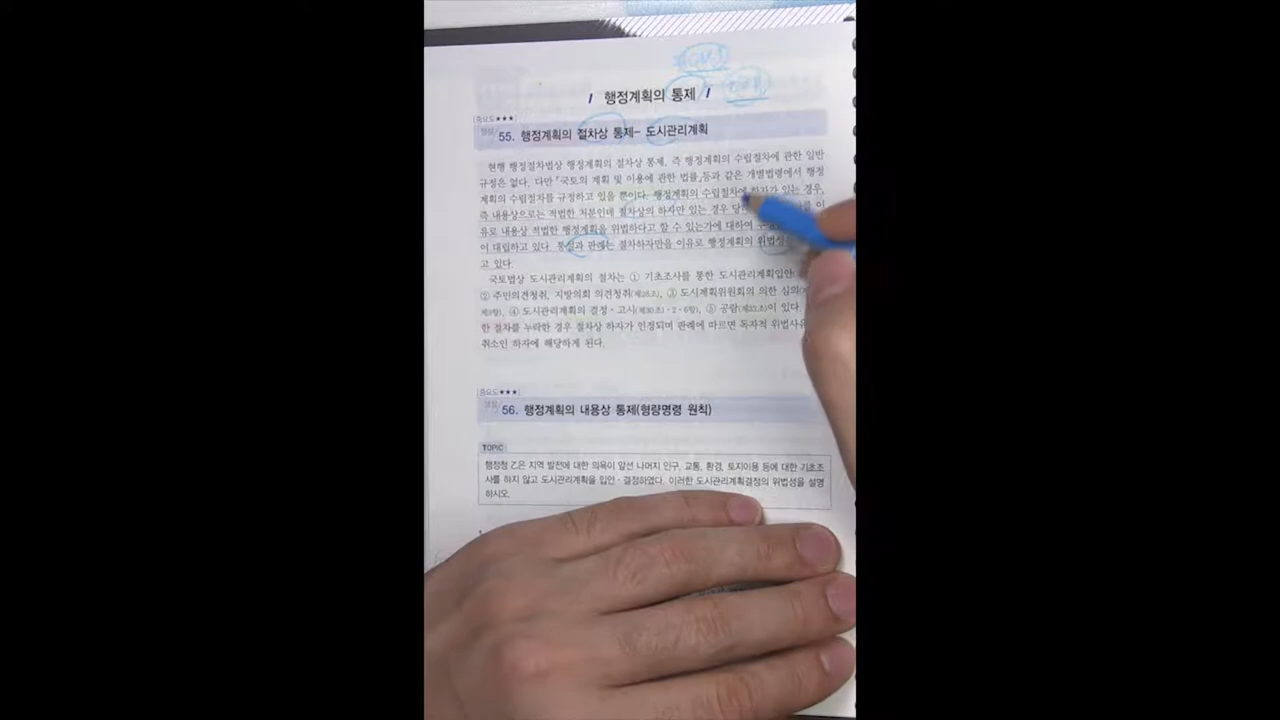 / 행정계획의 통제 /
[중요도★★★]
쟁점 55. 행정계획의 절차상 통제- 도시관리계획
현행 행정절차법상 행정계획의 절차상 통제, 즉 행정계획의 수립절차에 관한 일반
규정은 없다. 다만 「국토의 계획 및 이용에 관한 법률」등과 같은 개별법령에서 행정
계획의 수립절차를 규정하고 있을 뿐이다. 행정계획의 수립절차에 하자가 있는 경우,
즉 내용상으로는 적법한 처분인데 절차상의 하자만 있는 경우 당 를 이
유로 내용상 적법한 행정계획을 위법하다고 할 수 있는가에 대하여
이 대립하고 있다. 통설과 판례는 절차하자만을 이유로 행정계획의 위법성
고 있다.
국토법상 도시관리계획의 절차는 ① 기초조사를 통한 도시관리계획입안
② 주민의견청취, 지방의회 의견청취(제28조), ③ 도시계획위원회의 의한 심의
④ 도시관리계획의 결정·고시(제30조)·2·6항), ⑤ 공람 이 있다.
한 절차를 누락한 경우 절차상 하자가 인정되며 판례에 따르면 독자적 위법사유
취소인 하자에 해당하게 된다.
[중요도★★★]
쟁점 56. 행정계획의 내용상 통제(형량명령 원칙)
TOPIC
행정청 乙은 지역 발전에 대한 의욕이 앞선 나머지 인구, 교통, 환경, 토지이용 등에 대한 기초조
사를 하지 않고 도시관리계획을 입안·결정하였다. 이러한 도시관리계획결정의 위법성을 설명
하시오.